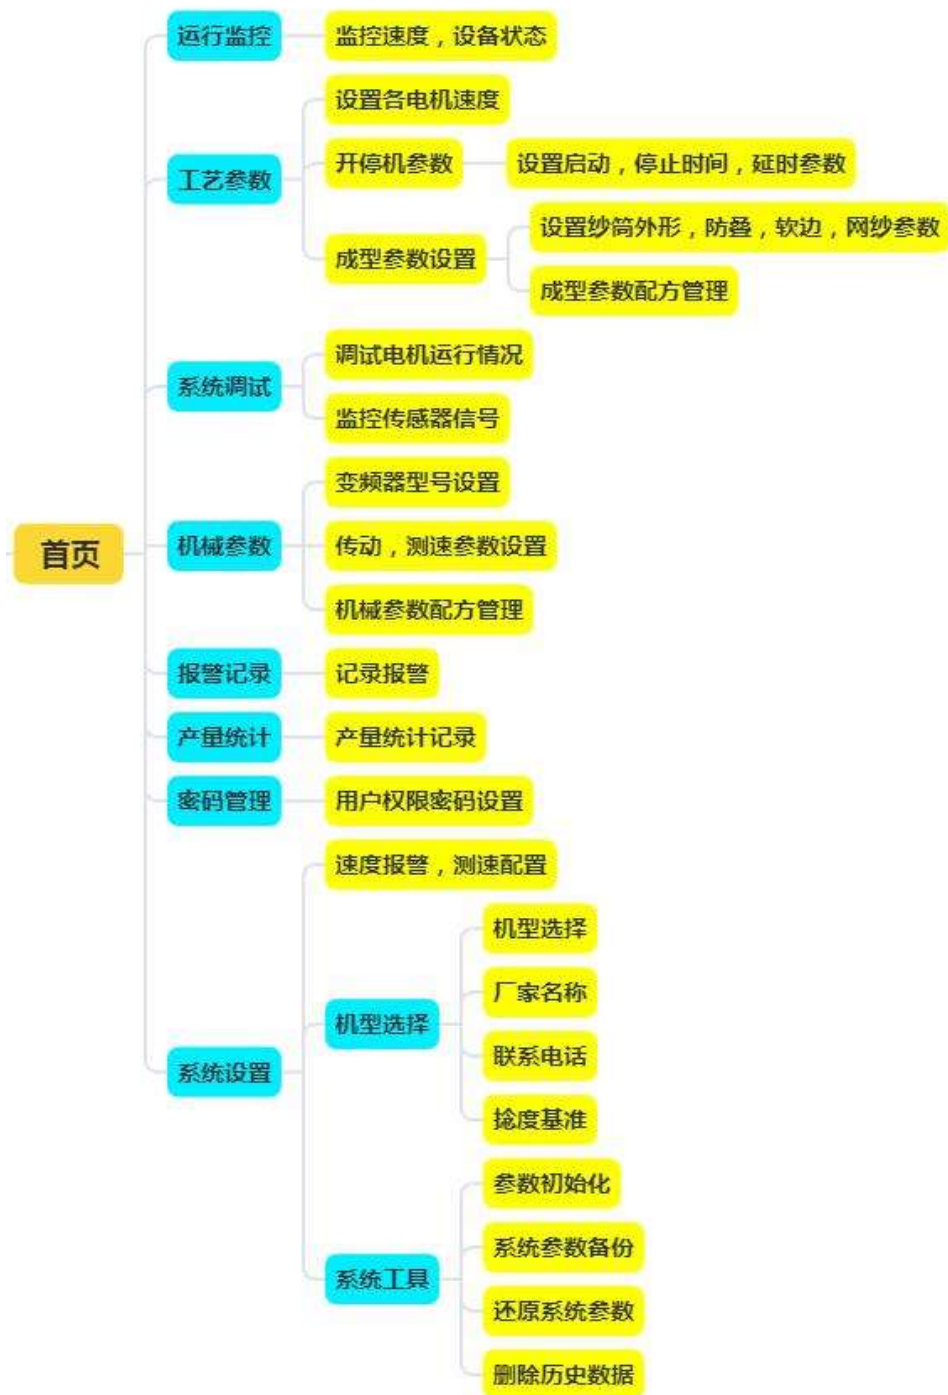 运行监控
监控速度，设备状态
设置各电机速度
工艺参数
开停机参数
设置启动，停止时间，延时参数
成型参数设置
设置纱筒外形，防叠，软边，网纱参数
成型参数配方管理
系统调试
调试电机运行情况
监控传感器信号
首页
机械参数
变频器型号设置
传动，测速参数设置
机械参数配方管理
报警记录
记录报警
产量统计
产量统计记录
密码管理
用户权限密码设置
系统设置
速度报警，测速配置
机型选择
机型选择
厂家名称
联系电话
捻度基准
系统工具
参数初始化
系统参数备份
还原系统参数
删除历史数据